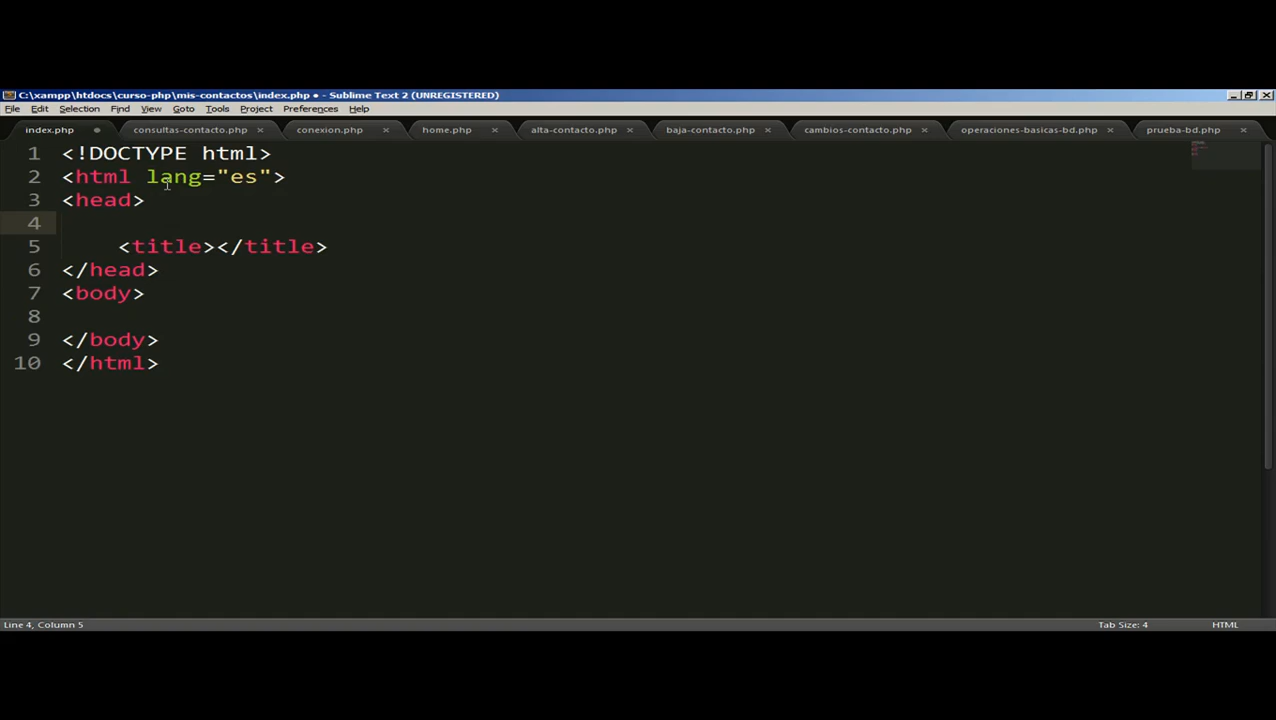 C:\xampp\htdocs\curso-php\mis-contactos\index.php • - Sublime Text 2 (UNREGISTERED)
File Edit Selection Find View Goto Tools Project Preferences Help
index.php consultas-contacto.php conexion.php home.php alta-contacto.php baja-contacto.php cambios-contacto.php operaciones-basicas-bd.php prueba-bd.php
1 <!DOCTYPE html>
2 <html lang="es">
3 <head>
4
5 <title></title>
6 </head>
7 <body>
8
9 </body>
10 </html>
Line 4, Column 5 Tab Size: 4 HTML